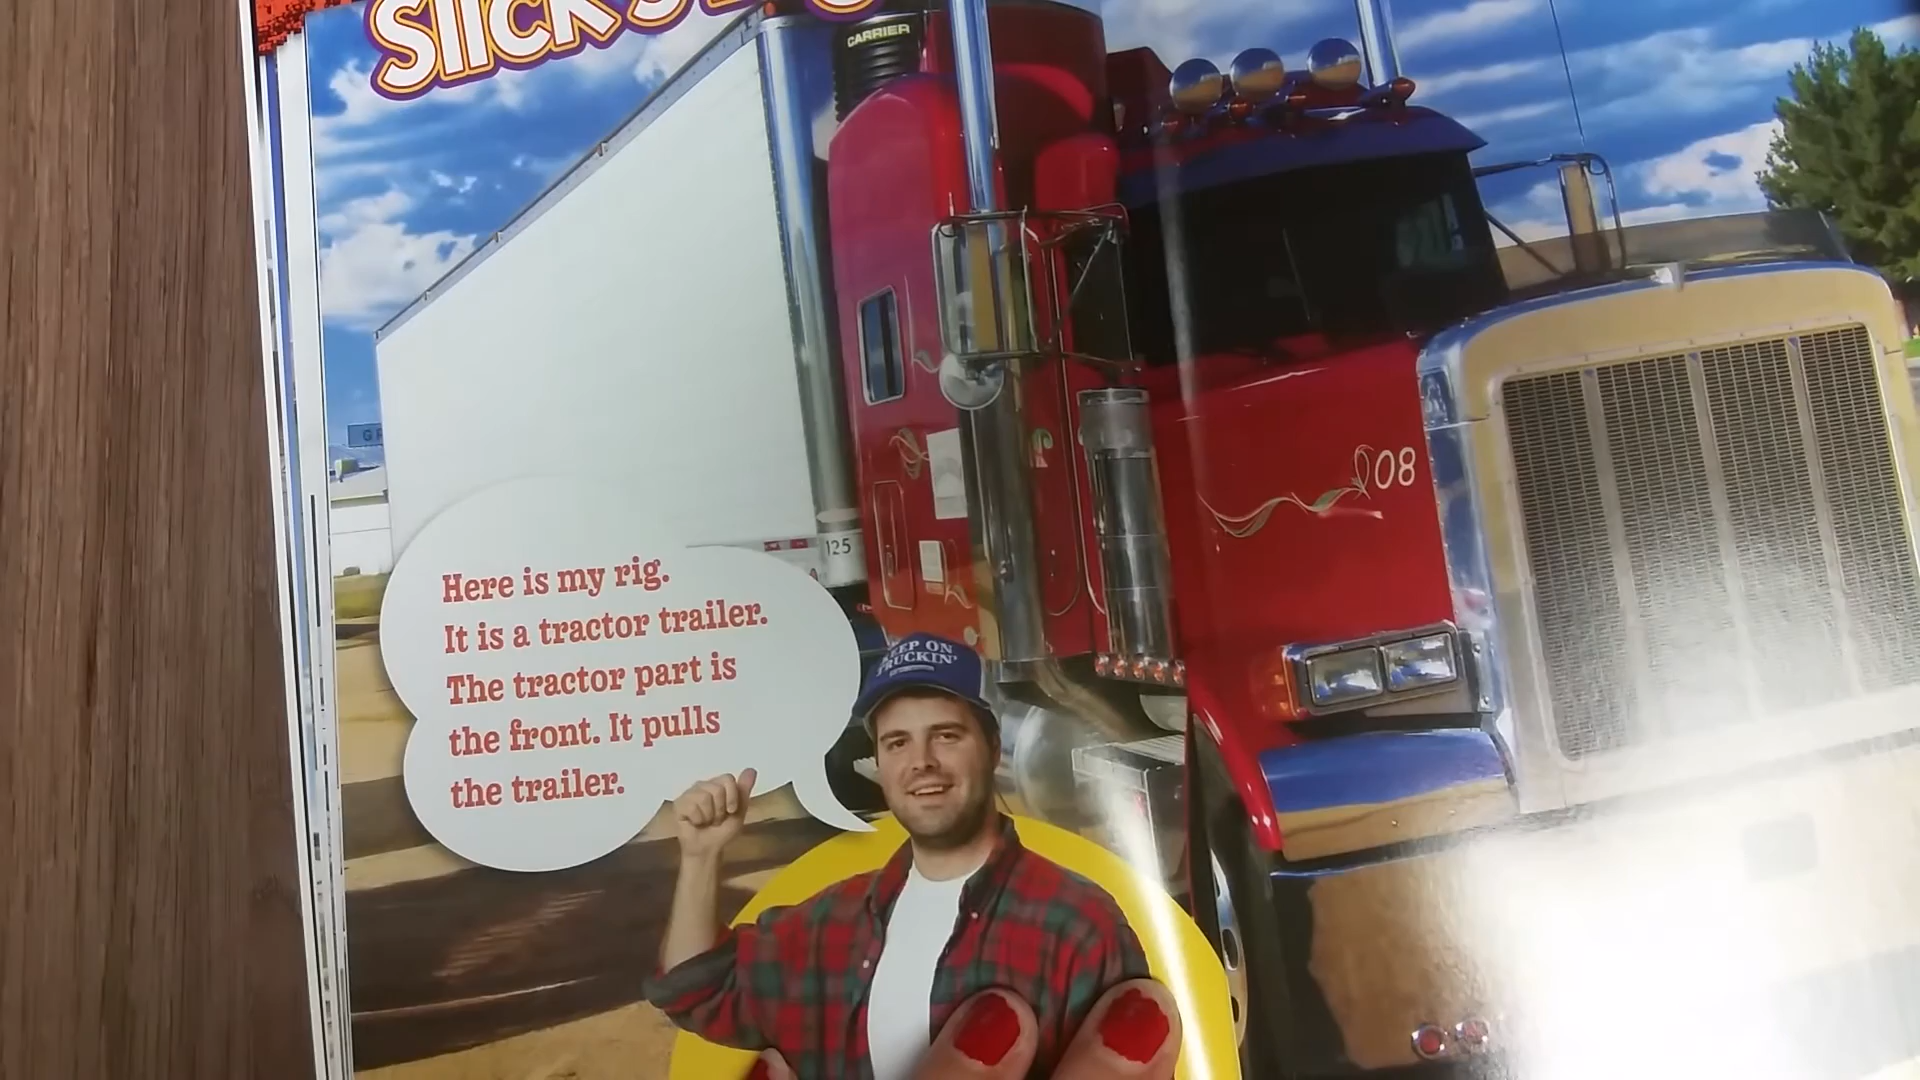 CARRIER
08
125
Here is my rig.
It is a tractor trailer.
The tractor part is
the front. It pulls
the trailer.
KEEP ON
TRUCKIN'